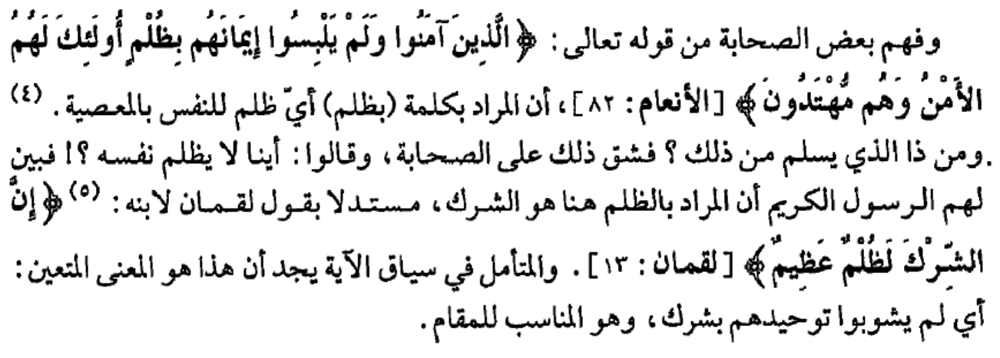 وفهم بعض الصحابة من قوله تعالى: ﴿ الَّذِينَ آمَنُوا وَلَمْ يَلْبِسُوا إِيمَانَهُم بِظُلْمٍ أُولَئِكَ لَهُمُ
الأَمْنُ وَهُم مُّهْتَدُونَ ﴾ [الأنعام: ٨٢]، أن المراد بكلمة (بظلم) أيّ ظلم للنفس بالمعصية. (٤)
.ومن ذا الذي يسلم من ذلك؟ فشق ذلك على الصحابة، وقالوا: أينا لا يظلم نفسه؟! فبين
لهم الرسول الكريم أن المراد بالظلم هنا هو الشرك، مستدلا بقول لقمان لابنه: (٥) ﴿ إِنَّ
الشِّرْكَ لَظُلْمٌ عَظِيمٌ ﴾ [لقمان: ١٣]. والمتأمل في سياق الآية يجد أن هذا هو المعنى المتعين:
أي لم يشوبوا توحيدهم بشرك، وهو المناسب للمقام.